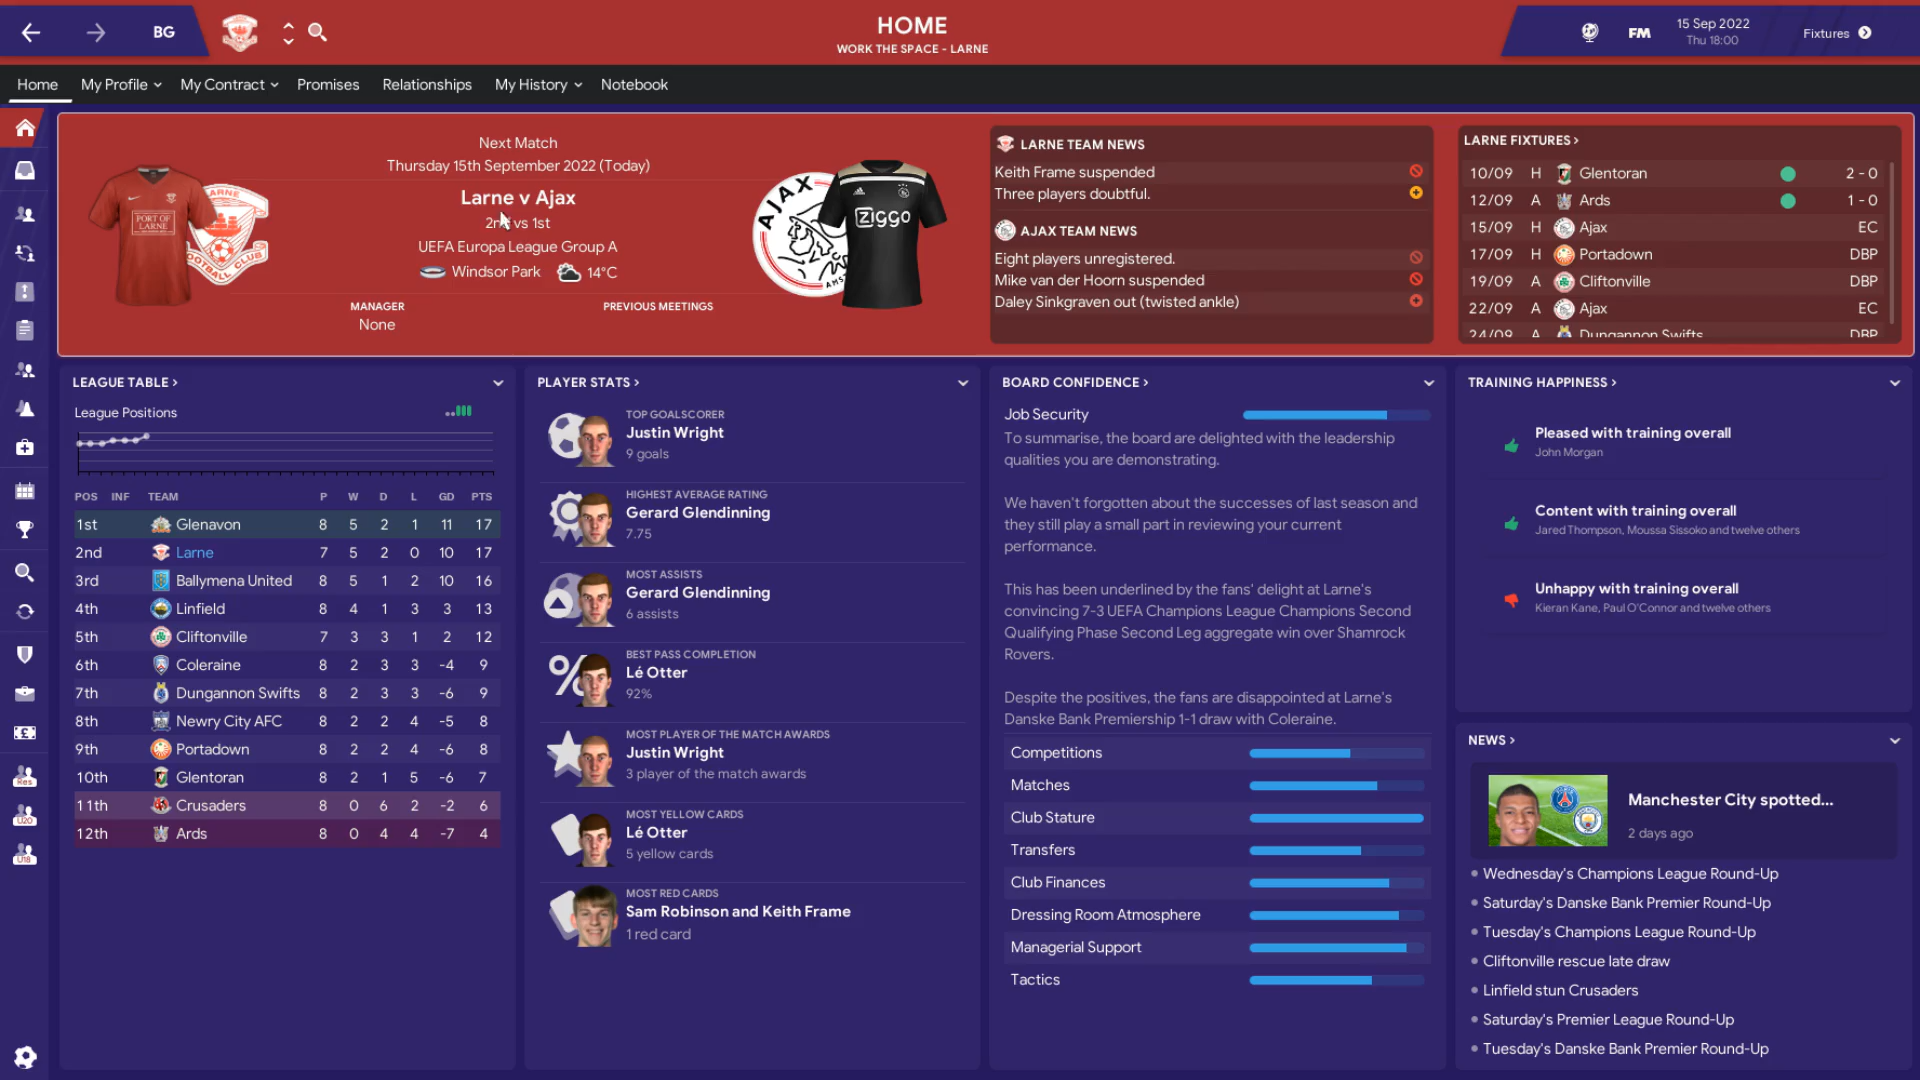 BG
HOME
WORK THE SPACE - LARNE
FM
15 Sep 2022
Thu 18:00
Fixtures
Home
My Profile
My Contract
Promises
Relationships
My History
Notebook
Next Match
Thursday 15th September 2022 (Today)
Larne v Ajax
2nd vs 1st
UEFA Europa League Group A
Windsor Park 14°C
MANAGER
None
PREVIOUS MEETINGS
PORT OF
LARNE
LARNE
FOOTBALL CLUB
AJAX
ziggo
LARNE TEAM NEWS
Keith Frame suspended
Three players doubtful.
AJAX TEAM NEWS
Eight players unregistered.
Mike van der Hoorn suspended
Daley Sinkgraven out (twisted ankle)
LARNE FIXTURES >
10/09 H Glentoran 2 - 0
12/09 A Ards 1 - 0
15/09 H Ajax EC
17/09 H Portadown DBP
19/09 A Cliftonville DBP
22/09 A Ajax EC
24/09 A Dungannon Swifts DBP
LEAGUE TABLE >
League Positions
POS INF TEAM P W D L GD PTS
1st Glenavon 8 5 2 1 11 17
2nd Larne 7 5 2 0 10 17
3rd Ballymena United 8 5 1 2 10 16
4th Linfield 8 4 1 3 3 13
5th Cliftonville 7 3 3 1 2 12
6th Coleraine 8 2 3 3 -4 9
7th Dungannon Swifts 8 2 3 3 -6 9
8th Newry City AFC 8 2 2 4 -5 8
9th Portadown 8 2 2 4 -6 8
10th Glentoran 8 2 1 5 -6 7
11th Crusaders 8 0 6 2 -2 6
12th Ards 8 0 4 4 -7 4
PLAYER STATS >
TOP GOALSCORER
Justin Wright
9 goals
HIGHEST AVERAGE RATING
Gerard Glendinning
7.75
MOST ASSISTS
Gerard Glendinning
6 assists
%
BEST PASS COMPLETION
Lé Otter
92%
MOST PLAYER OF THE MATCH AWARDS
Justin Wright
3 player of the match awards
MOST YELLOW CARDS
Lé Otter
5 yellow cards
MOST RED CARDS
Sam Robinson and Keith Frame
1 red card
BOARD CONFIDENCE >
Job Security
To summarise, the board are delighted with the leadership
qualities you are demonstrating.
We haven't forgotten about the successes of last season and
they still play a small part in reviewing your current
performance.
This has been underlined by the fans' delight at Larne's
convincing 7-3 UEFA Champions League Champions Second
Qualifying Phase Second Leg aggregate win over Shamrock
Rovers.
Despite the positives, the fans are disappointed at Larne's
Danske Bank Premiership 1-1 draw with Coleraine.
Competitions
Matches
Club Stature
Transfers
Club Finances
Dressing Room Atmosphere
Managerial Support
Tactics
TRAINING HAPPINESS >
Pleased with training overall
John Morgan
Content with training overall
Jared Thompson, Moussa Sissoko and twelve others
Unhappy with training overall
Kieran Kane, Paul O'Connor and twelve others
NEWS >
Manchester City spotted...
2 days ago
Wednesday's Champions League Round-Up
Saturday's Danske Bank Premier Round-Up
Tuesday's Champions League Round-Up
Cliftonville rescue late draw
Linfield stun Crusaders
Saturday's Premier League Round-Up
Tuesday's Danske Bank Premier Round-Up
Res
U20
U18